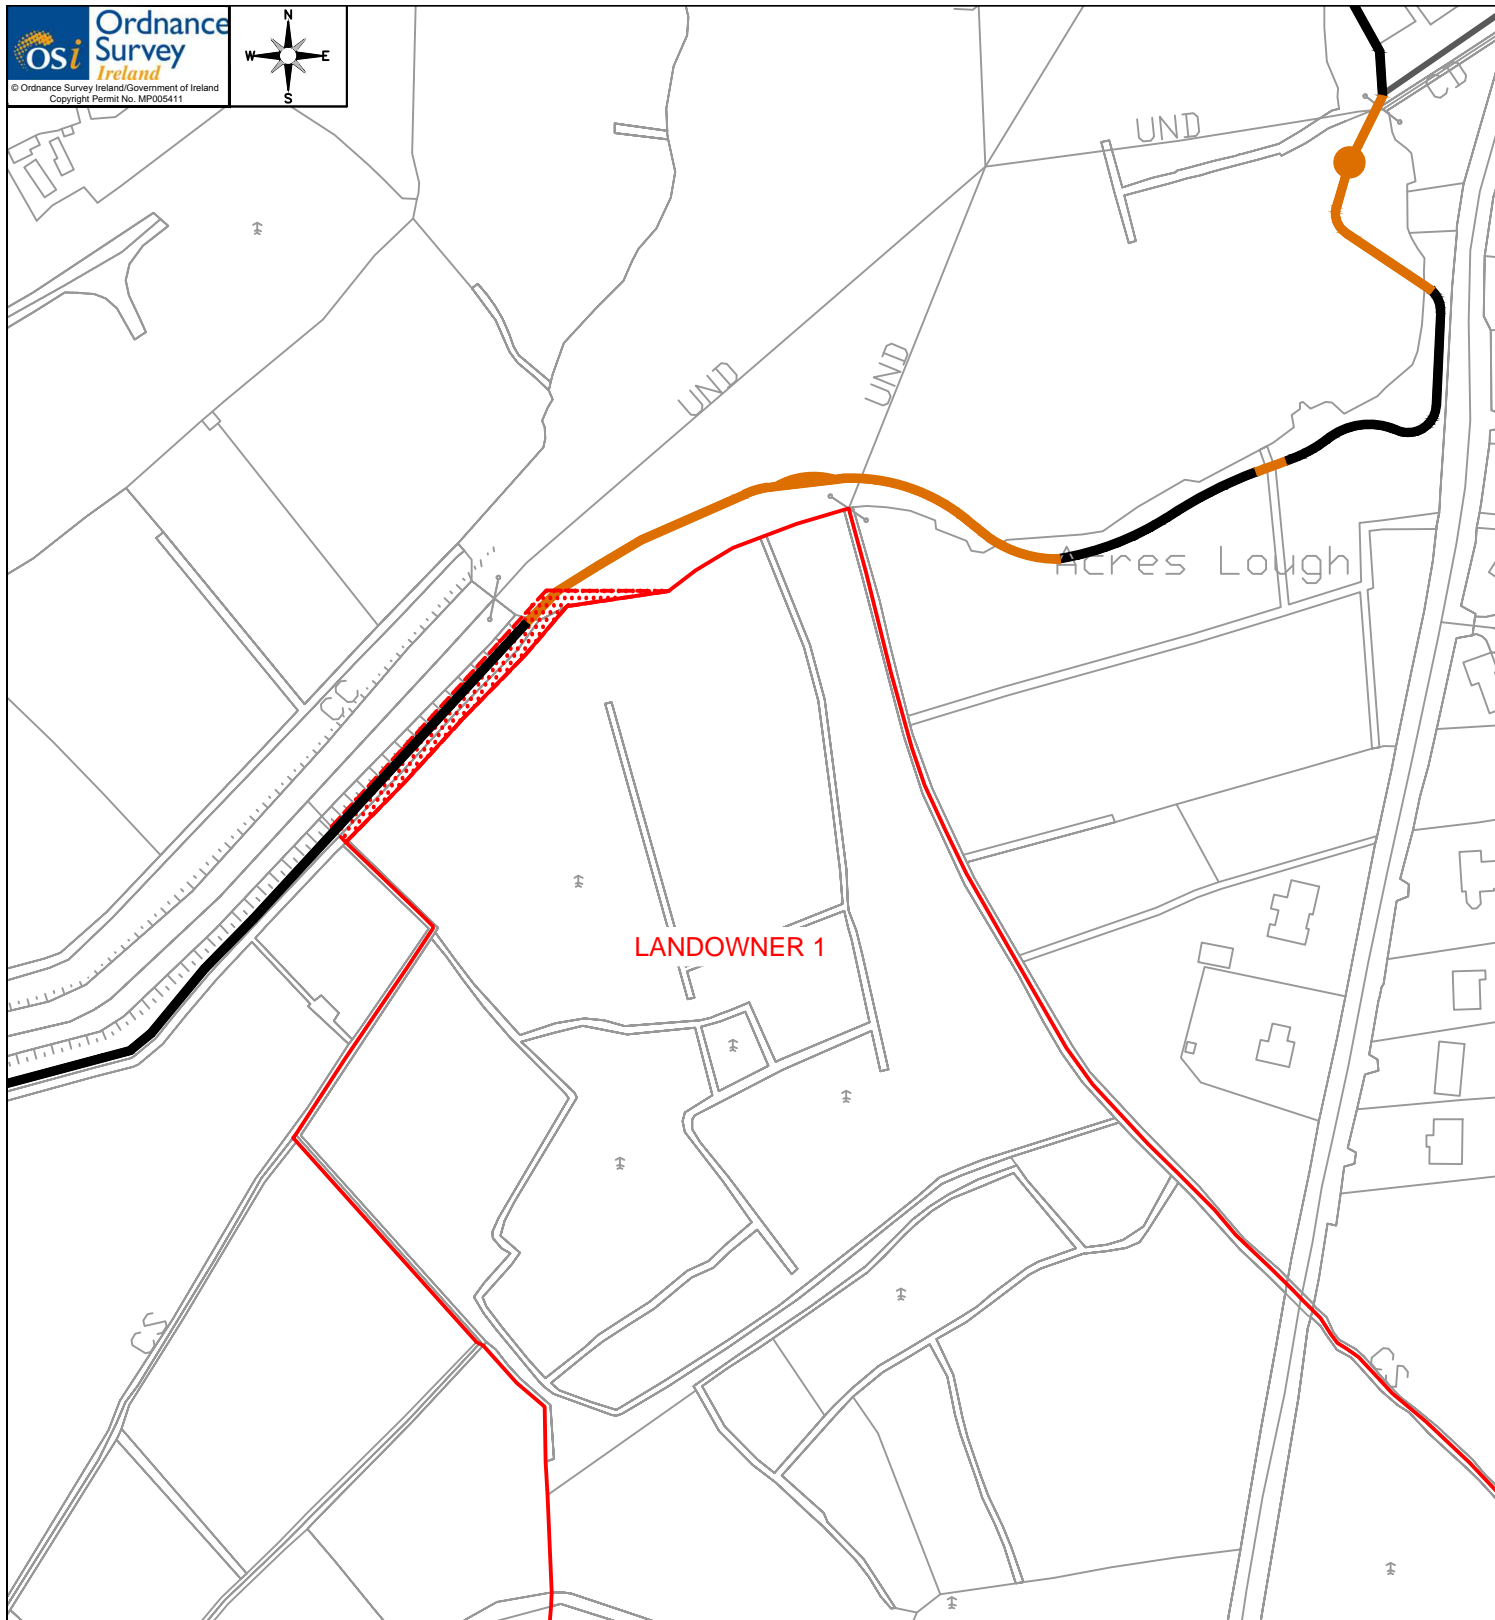 Ordnance
Survey
Ireland
osi
© Ordnance Survey Ireland/Government of Ireland
Copyright Permit No. MP005411
N
W E
S
CD
UND
UND
UND
Acres Lough
CC
LANDOWNER 1
CS
CS